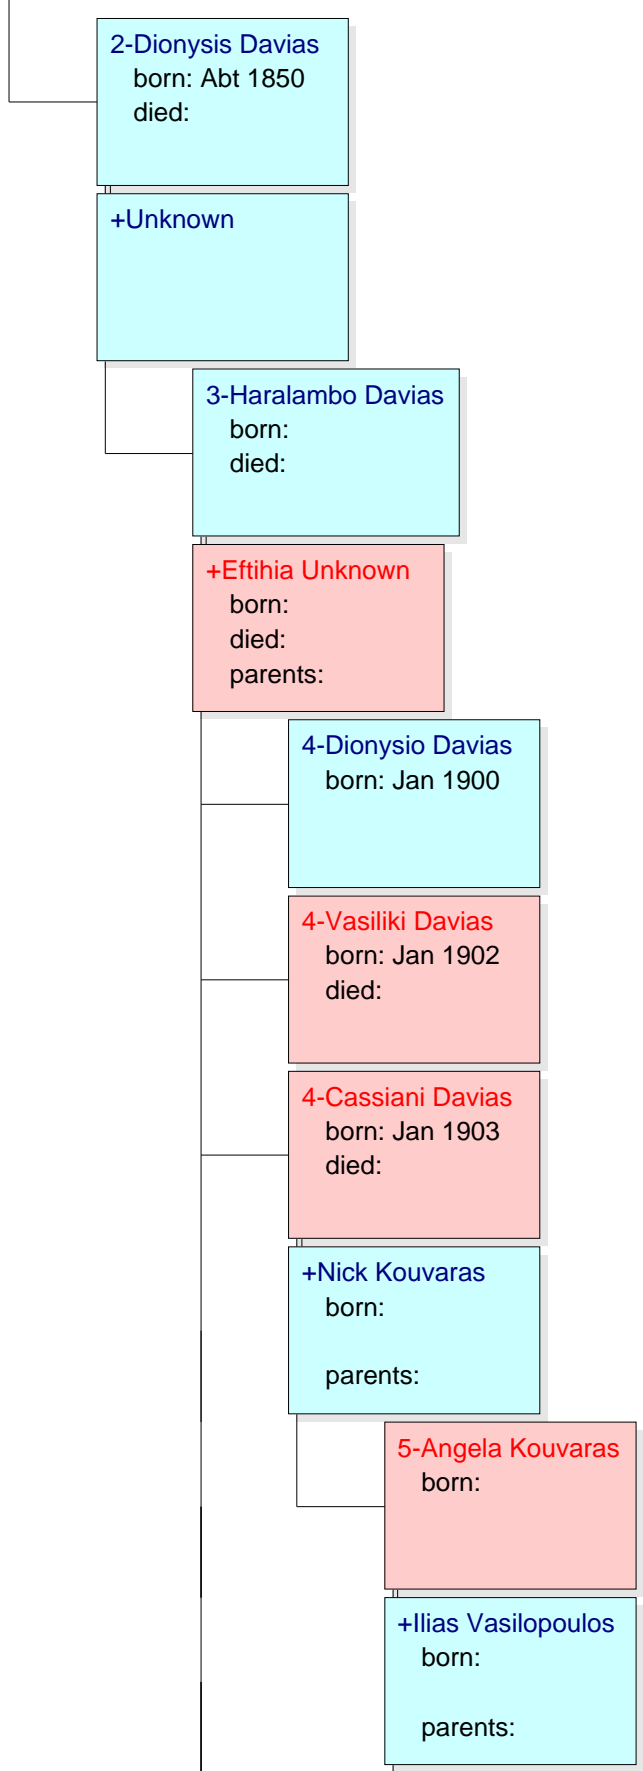 2-Dionysis Davias
born: Abt 1850
died:
+Unknown
3-Haralambo Davias
born:
died:
+Eftihia Unknown
born:
died:
parents:
4-Dionysio Davias
born: Jan 1900
4-Vasiliki Davias
born: Jan 1902
died:
4-Cassiani Davias
born: Jan 1903
died:
+Nick Kouvaras
born:
parents:
5-Angela Kouvaras
born:
+Ilias Vasilopoulos
born:
parents: